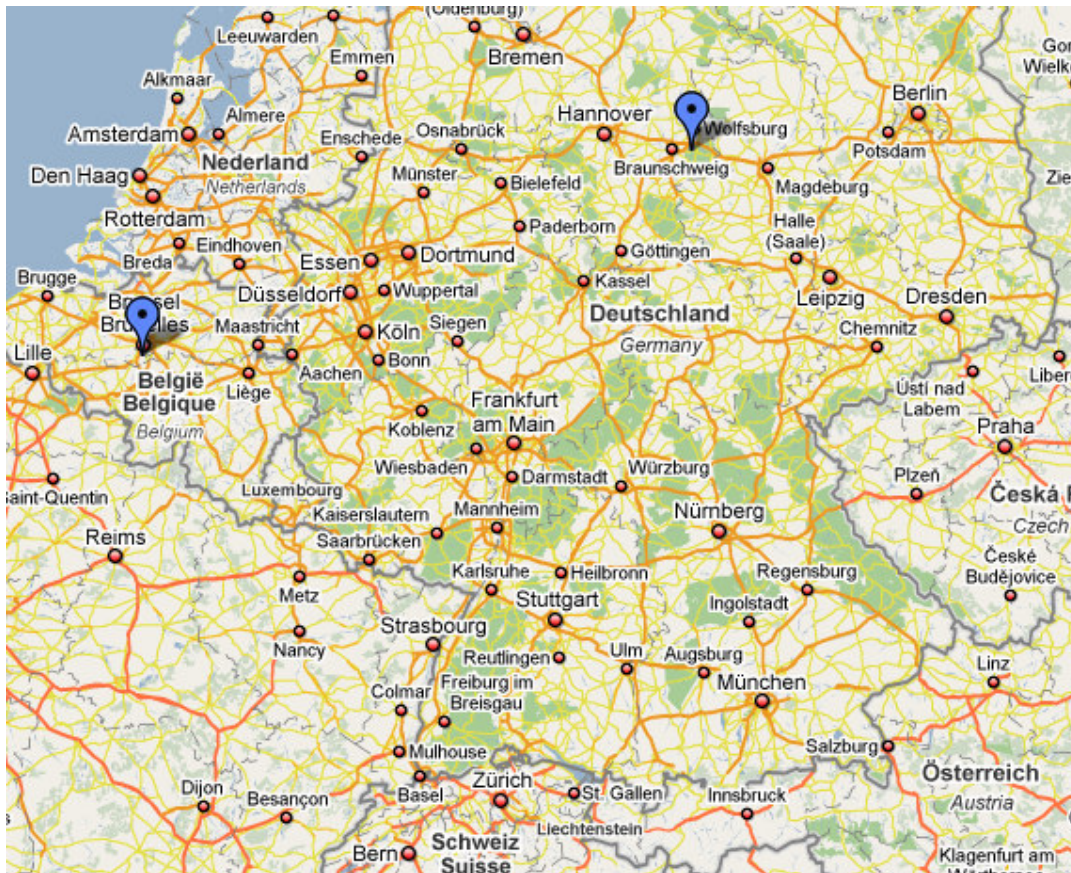 (Oldenburg)
Leeuwarden
Emmen
Bremen
Alkmaar
Berlin
Almere
Hannover
Amsterdam
Enschede
Osnabrück
Wolfsburg
Potsdam
Nederland
Netherlands
Braunschweig
Den Haag
Münster
Bielefeld
Magdeburg
Rotterdam
Paderborn
Halle
(Saale)
Eindhoven
Breda
Göttingen
Essen
Dortmund
Brugge
Kassel
Düsseldorf
Wuppertal
Leipzig
Dresden
Bruxelles
Maastricht
Köln
Siegen
Deutschland
Germany
Chemnitz
Lille
Bonn
Aachen
België
Belgique
Belgium
Liège
Ústí nad
Labem
Koblenz
Frankfurt
am Main
Praha
Wiesbaden
Darmstadt
Würzburg
Plzeň
Luxembourg
Saint-Quentin
Kaiserslautern
Mannheim
Nürnberg
Česká
Czech
Reims
Saarbrücken
České
Budějovice
Metz
Karlsruhe
Heilbronn
Regensburg
Stuttgart
Ingolstadt
Nancy
Strasbourg
Reutlingen
Ulm
Augsburg
Linz
Freiburg im
Breisgau
Colmar
München
Mulhouse
Salzburg
Dijon
Besançon
Basel
Zürich
St. Gallen
Innsbruck
Österreich
Austria
Liechtenstein
Bern
Schweiz
Suisse
Klagenfurt am